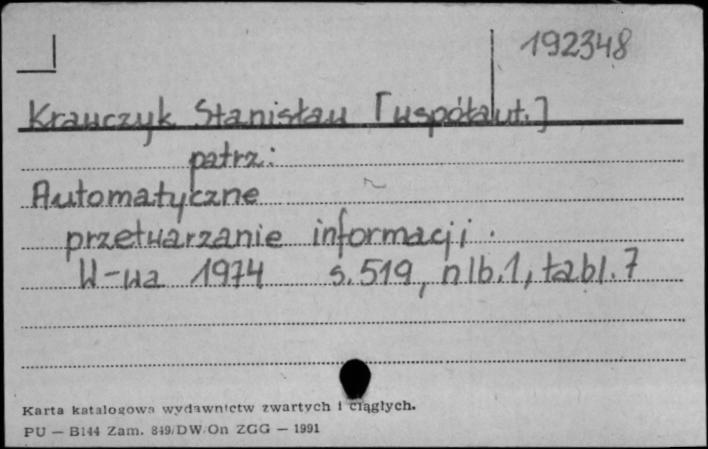 192348
Krawczyk Stanisław [współaut.]
patrz:
Automatyczne
przetwarzanie informacji.
W-wa 1974 s. 519, nlb. 1, tabl. 7
Karta katalogowa wydawnictw zwartych i ciągłych.
PU — B144 Zam. 849/DW/On ZGG — 1991